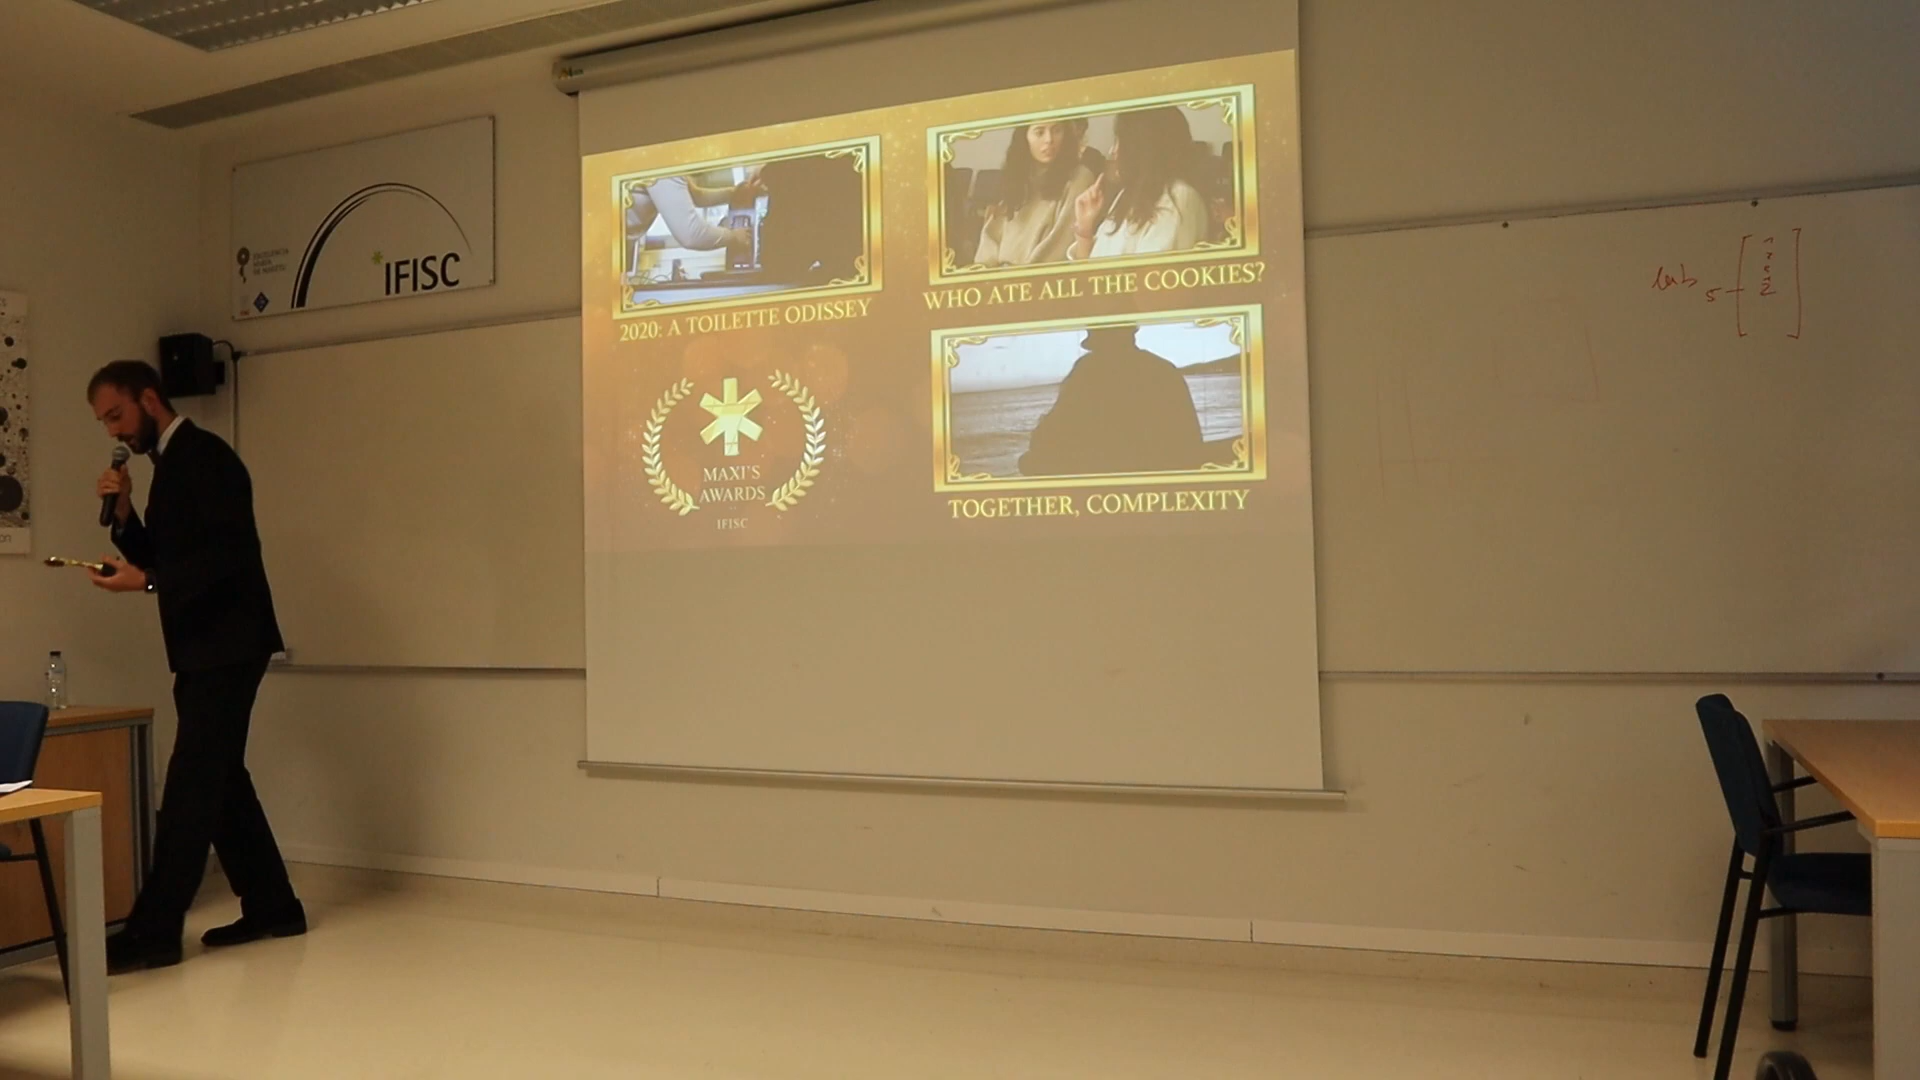 IFISC
2020: A TOILETTE ODISSEY
WHO ATE ALL THE COOKIES?
TOGETHER, COMPLEXITY
MAXI'S
AWARDS
IFISC